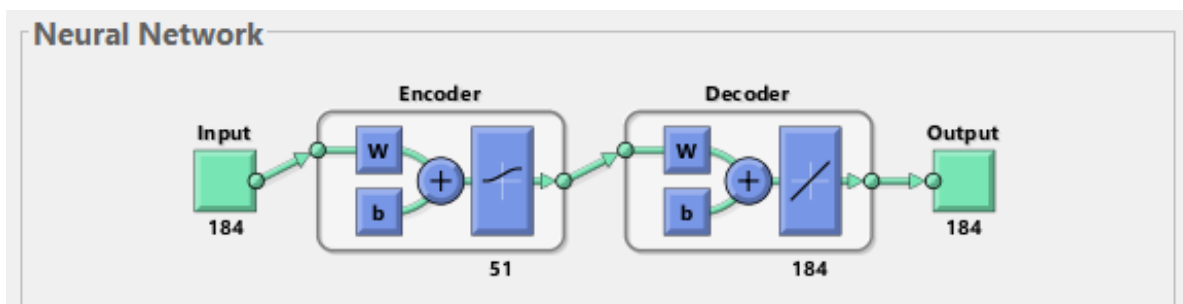 Neural Network
Encoder Decoder
Input Output
W + W +
b b
184 184
51 184